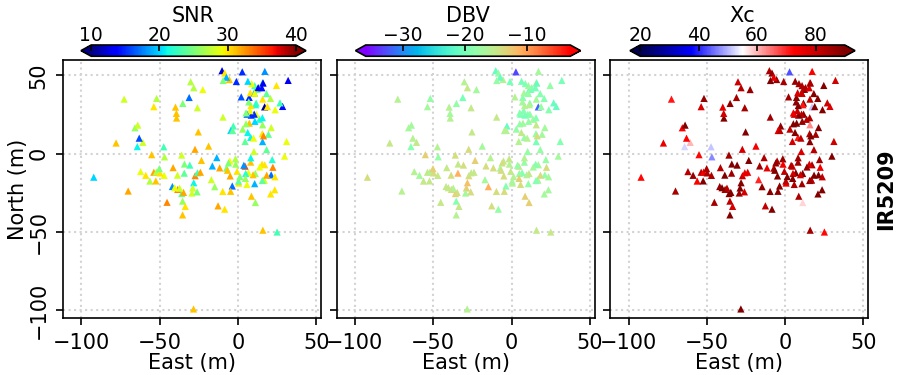 SNR DBV Xc
10 20 30 40 −30 −20 −10 20 40 60 80
50
0
−50
−100
North (m)
IR5209
−100 −50 0 50 −100 −50 0 50 −100 −50 0 50
East (m) East (m) East (m)